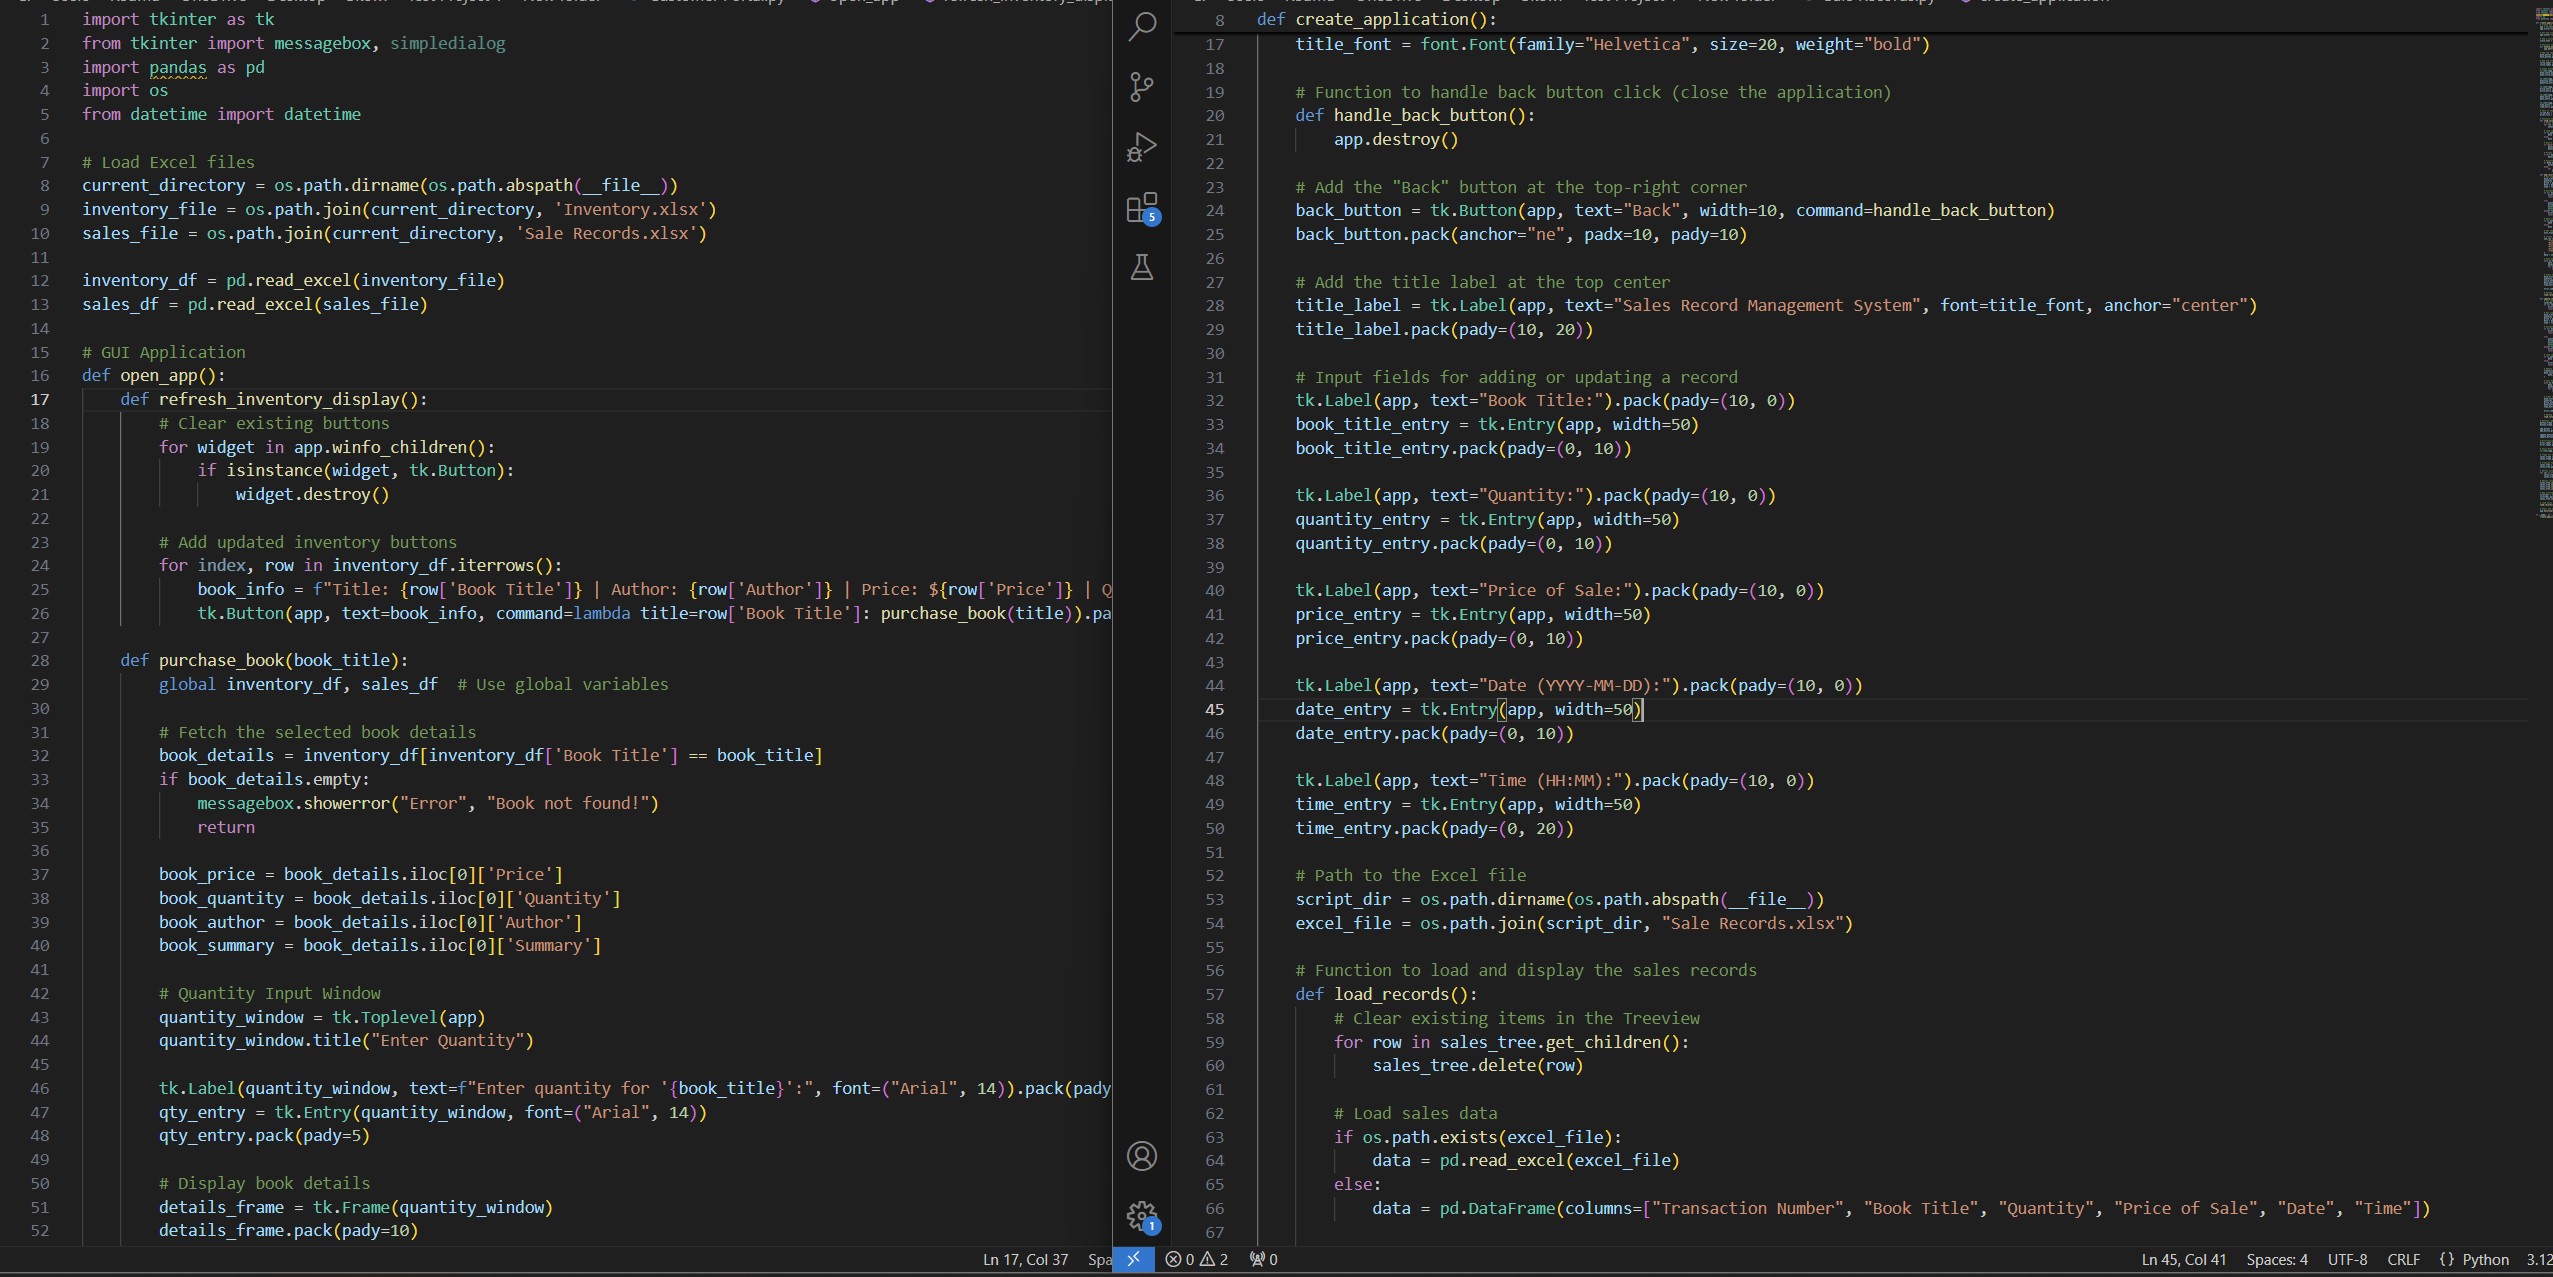 1 import tkinter as tk
2 from tkinter import messagebox, simpledialog
3 import pandas as pd
4 import os
5 from datetime import datetime
6
7 # Load Excel files
8 current_directory = os.path.dirname(os.path.abspath(__file__))
9 inventory_file = os.path.join(current_directory, 'Inventory.xlsx')
10 sales_file = os.path.join(current_directory, 'Sale Records.xlsx')
11
12 inventory_df = pd.read_excel(inventory_file)
13 sales_df = pd.read_excel(sales_file)
14
15 # GUI Application
16 def open_app():
17 def refresh_inventory_display():
18 # Clear existing buttons
19 for widget in app.winfo_children():
20 if isinstance(widget, tk.Button):
21 widget.destroy()
22
23 # Add updated inventory buttons
24 for index, row in inventory_df.iterrows():
25 book_info = f"Title: {row['Book Title']} | Author: {row['Author']} | Price: ${row['Price']} | Q
26 tk.Button(app, text=book_info, command=lambda title=row['Book Title']: purchase_book(title)).pa
27
28 def purchase_book(book_title):
29 global inventory_df, sales_df # Use global variables
30
31 # Fetch the selected book details
32 book_details = inventory_df[inventory_df['Book Title'] == book_title]
33 if book_details.empty:
34 messagebox.showerror("Error", "Book not found!")
35 return
36
37 book_price = book_details.iloc[0]['Price']
38 book_quantity = book_details.iloc[0]['Quantity']
39 book_author = book_details.iloc[0]['Author']
40 book_summary = book_details.iloc[0]['Summary']
41
42 # Quantity Input Window
43 quantity_window = tk.Toplevel(app)
44 quantity_window.title("Enter Quantity")
45
46 tk.Label(quantity_window, text=f"Enter quantity for '{book_title}':", font=("Arial", 14)).pack(pady
47 qty_entry = tk.Entry(quantity_window, font=("Arial", 14))
48 qty_entry.pack(pady=5)
49
50 # Display book details
51 details_frame = tk.Frame(quantity_window)
52 details_frame.pack(pady=10)
Ln 17, Col 37 Spa
5
1
8 def create_application():
17 title_font = font.Font(family="Helvetica", size=20, weight="bold")
18
19 # Function to handle back button click (close the application)
20 def handle_back_button():
21 app.destroy()
22
23 # Add the "Back" button at the top-right corner
24 back_button = tk.Button(app, text="Back", width=10, command=handle_back_button)
25 back_button.pack(anchor="ne", padx=10, pady=10)
26
27 # Add the title label at the top center
28 title_label = tk.Label(app, text="Sales Record Management System", font=title_font, anchor="center")
29 title_label.pack(pady=(10, 20))
30
31 # Input fields for adding or updating a record
32 tk.Label(app, text="Book Title:").pack(pady=(10, 0))
33 book_title_entry = tk.Entry(app, width=50)
34 book_title_entry.pack(pady=(0, 10))
35
36 tk.Label(app, text="Quantity:").pack(pady=(10, 0))
37 quantity_entry = tk.Entry(app, width=50)
38 quantity_entry.pack(pady=(0, 10))
39
40 tk.Label(app, text="Price of Sale:").pack(pady=(10, 0))
41 price_entry = tk.Entry(app, width=50)
42 price_entry.pack(pady=(0, 10))
43
44 tk.Label(app, text="Date (YYYY-MM-DD):").pack(pady=(10, 0))
45 date_entry = tk.Entry(app, width=50)
46 date_entry.pack(pady=(0, 10))
47
48 tk.Label(app, text="Time (HH:MM):").pack(pady=(10, 0))
49 time_entry = tk.Entry(app, width=50)
50 time_entry.pack(pady=(0, 20))
51
52 # Path to the Excel file
53 script_dir = os.path.dirname(os.path.abspath(__file__))
54 excel_file = os.path.join(script_dir, "Sale Records.xlsx")
55
56 # Function to load and display the sales records
57 def load_records():
58 # Clear existing items in the Treeview
59 for row in sales_tree.get_children():
60 sales_tree.delete(row)
61
62 # Load sales data
63 if os.path.exists(excel_file):
64 data = pd.read_excel(excel_file)
65 else:
66 data = pd.DataFrame(columns=["Transaction Number", "Book Title", "Quantity", "Price of Sale", "Date", "Time"])
67
0 2 0 Ln 45, Col 41 Spaces: 4 UTF-8 CRLF {} Python 3.12